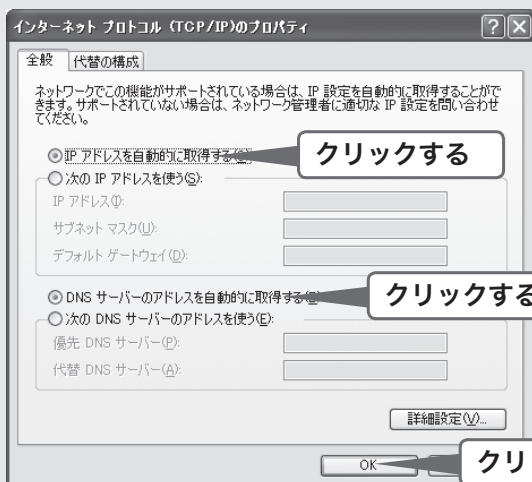 インターネット プロトコル (TCP/IP)のプロパティ
全般 代替の構成
ネットワークでこの機能がサポートされている場合は、IP 設定を自動的に取得することがで
きます。サポートされていない場合は、ネットワーク管理者に適切な IP 設定を問い合わせ
てください。
IP アドレスを自動的に取得する(O)
クリックする
次の IP アドレスを使う(S):
IP アドレス(I):
サブネット マスク(U):
デフォルト ゲートウェイ(D):
DNS サーバーのアドレスを自動的に取得する(B)
クリックする
次の DNS サーバーのアドレスを使う(E):
優先 DNS サーバー(P):
代替 DNS サーバー(A):
詳細設定(V)...
OK
クリ